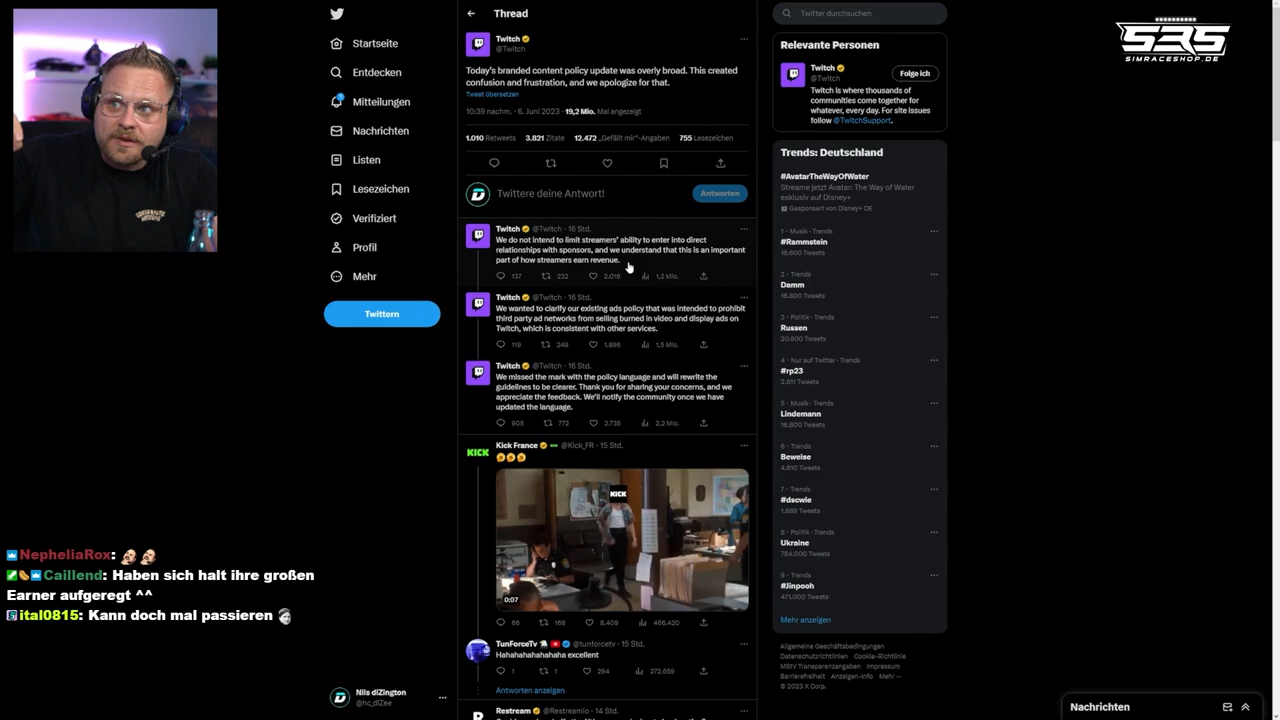 Thread
Twitter durchsuchen
SRS
SIMRACESHOP.DE
Twitch
@Twitch
Today's branded content policy update was overly broad. This created
confusion and frustration, and we apologize for that.
Tweet übersetzen
10:39 nachm. · 6. Juni 2023 · 19,2 Mio. Mal angezeigt
1.010 Retweets 3.821 Zitate 12.472 „Gefällt mir“-Angaben 755 Lesezeichen
Twittere deine Antwort!
Antworten
Twitch @Twitch · 16 Std.
We do not intend to limit streamers' ability to enter into direct
relationships with sponsors, and we understand that this is an important
part of how streamers earn revenue.
137 232 2.016 1,2 Mio.
Twitch @Twitch · 16 Std.
We wanted to clarify our existing ads policy that was intended to prohibit
third party ad networks from selling burned in video and display ads on
Twitch, which is consistent with other services.
119 249 1,896 1,5 Mio.
Twitch @Twitch · 16 Std.
We missed the mark with the policy language and will rewrite the
guidelines to be clearer. Thank you for sharing your concerns, and we
appreciate the feedback. We'll notify the community once we have
updated the language.
905 772 2.735 2,2 Mio.
KICK
Kick France @Kick_FR · 15 Std.
KICK
0:07
66 168 8.409 466.420
TunForceTv @tunforcetv · 15 Std.
Hahahahahahahaha excellent
1 1 294 272.659
Antworten anzeigen
Restream @Restreamio · 14 Std.
Startseite
Entdecken
Mitteilungen
Nachrichten
Listen
Lesezeichen
Verifiziert
Profil
Mehr
Twittern
Nils diZington
@hc_diZee
Relevante Personen
Twitch
@Twitch
Folge ich
Twitch is where thousands of
communities come together for
whatever, every day. For site issues
follow @TwitchSupport.
Trends: Deutschland
#AvatarTheWayOfWater
Streame jetzt Avatar: The Way of Water
exklusiv auf Disney+
Gesponsert von Disney+ DE
1 · Musik · Trends
#Rammstein
16.600 Tweets
2 · Trends
Damm
16.800 Tweets
3 · Politik · Trends
Russen
20.600 Tweets
4 · Nur auf Twitter · Trends
#rp23
2.811 Tweets
5 · Musik · Trends
Lindemann
16.800 Tweets
6 · Trends
Beweise
4.610 Tweets
7 · Trends
#dscwie
1.889 Tweets
8 · Politik · Trends
Ukraine
734.000 Tweets
9 · Trends
#Jinpooh
471.000 Tweets
Mehr anzeigen
Allgemeine Geschäftsbedingungen
Datenschutzrichtlinien Cookie-Richtlinie
MStV Transparenzangaben Impressum
Barrierefreiheit Anzeigen-Info Mehr
© 2023 X Corp.
Nachrichten
NepheliaRox:
Caillend: Haben sich halt ihre großen
Earner aufgeregt ^^
ital0815: Kann doch mal passieren